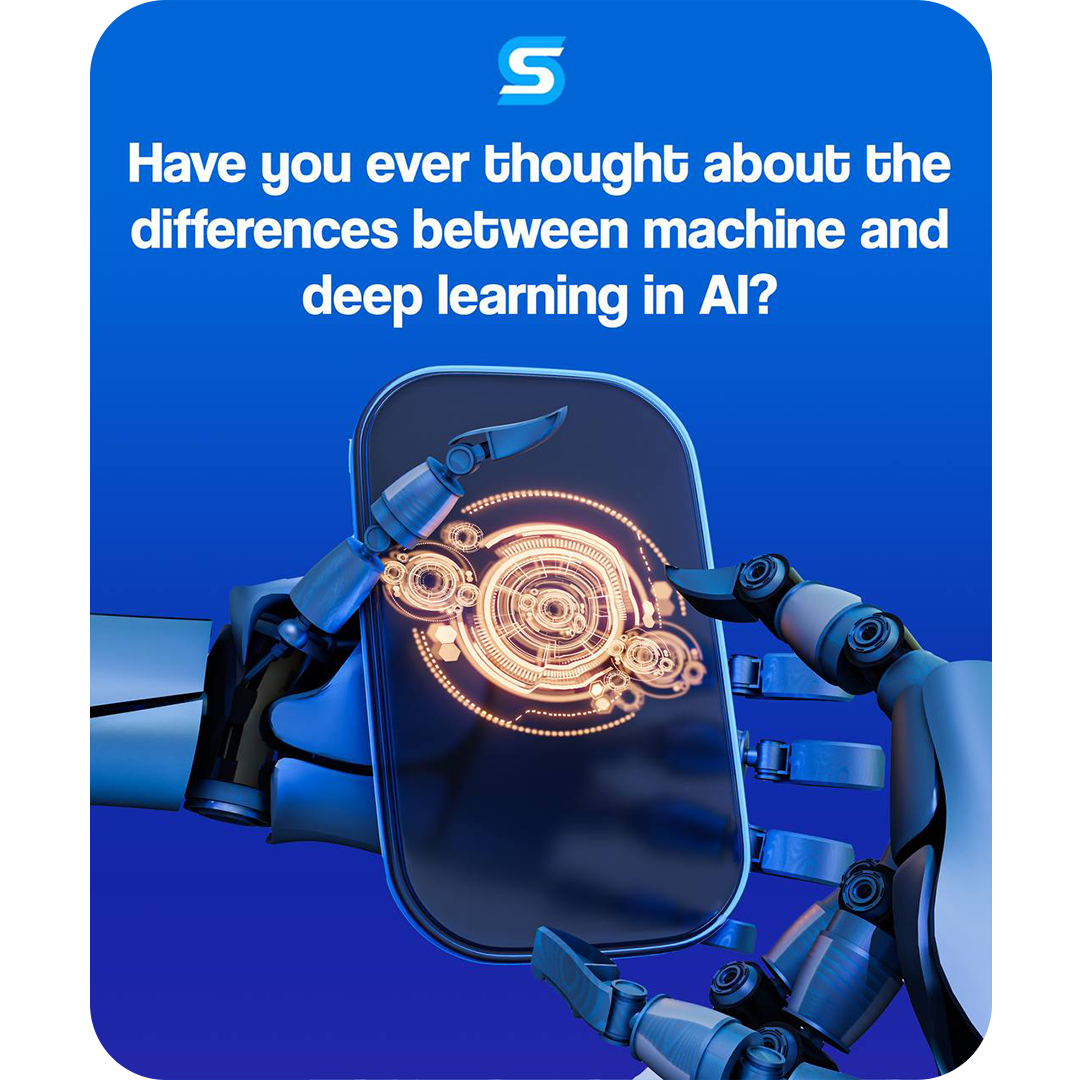 S
Have you ever thought about the
differences between machine and
deep learning in AI?